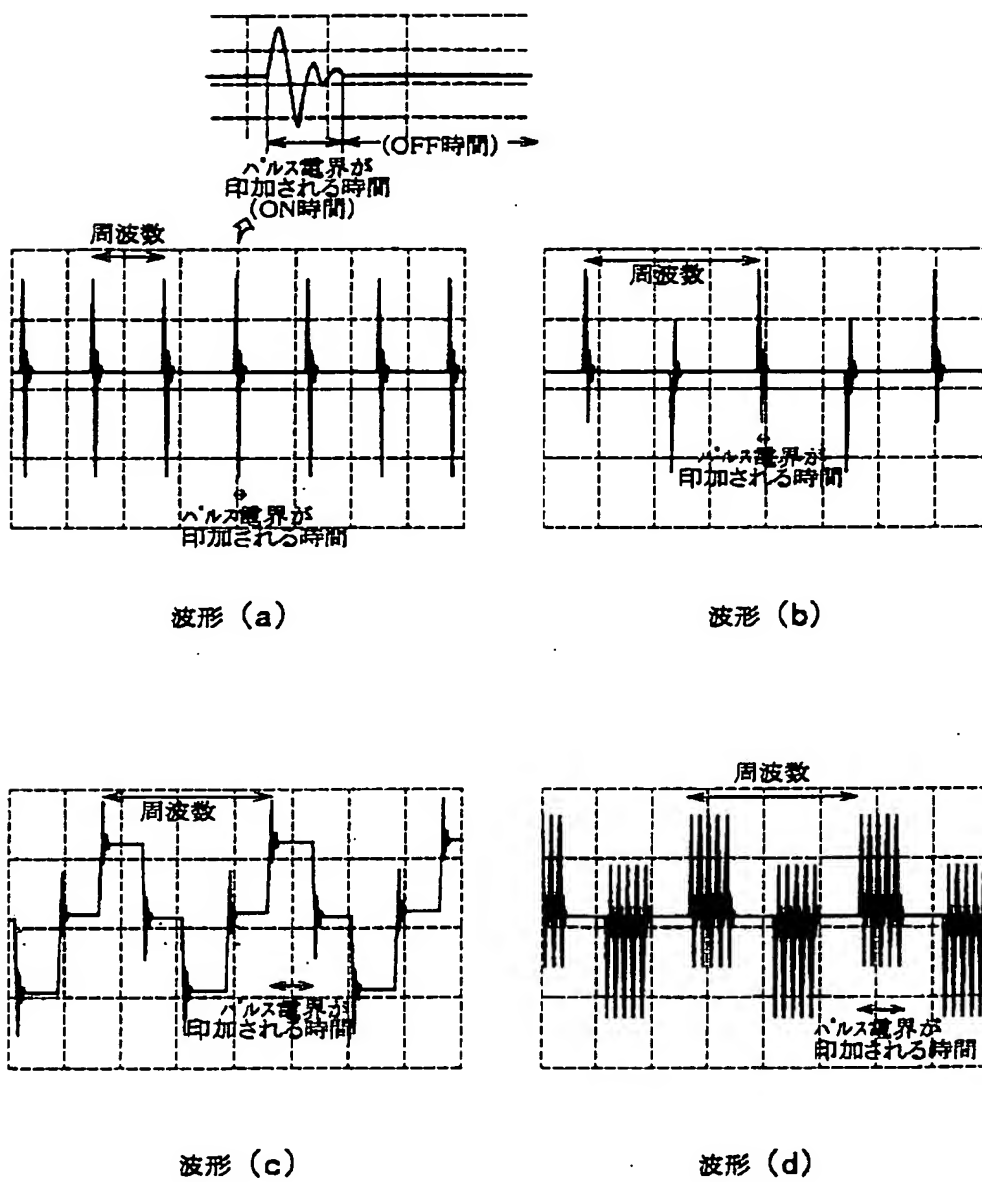 (OFF時間)
パルス電界が
印加される時間
(ON時間)
周波数
パルス電界が
印加される時間
波形 (a)
周波数
パルス電界が
印加される時間
波形 (b)
周波数
パルス電界が
印加される時間
波形 (c)
周波数
パルス電界が
印加される時間
波形 (d)